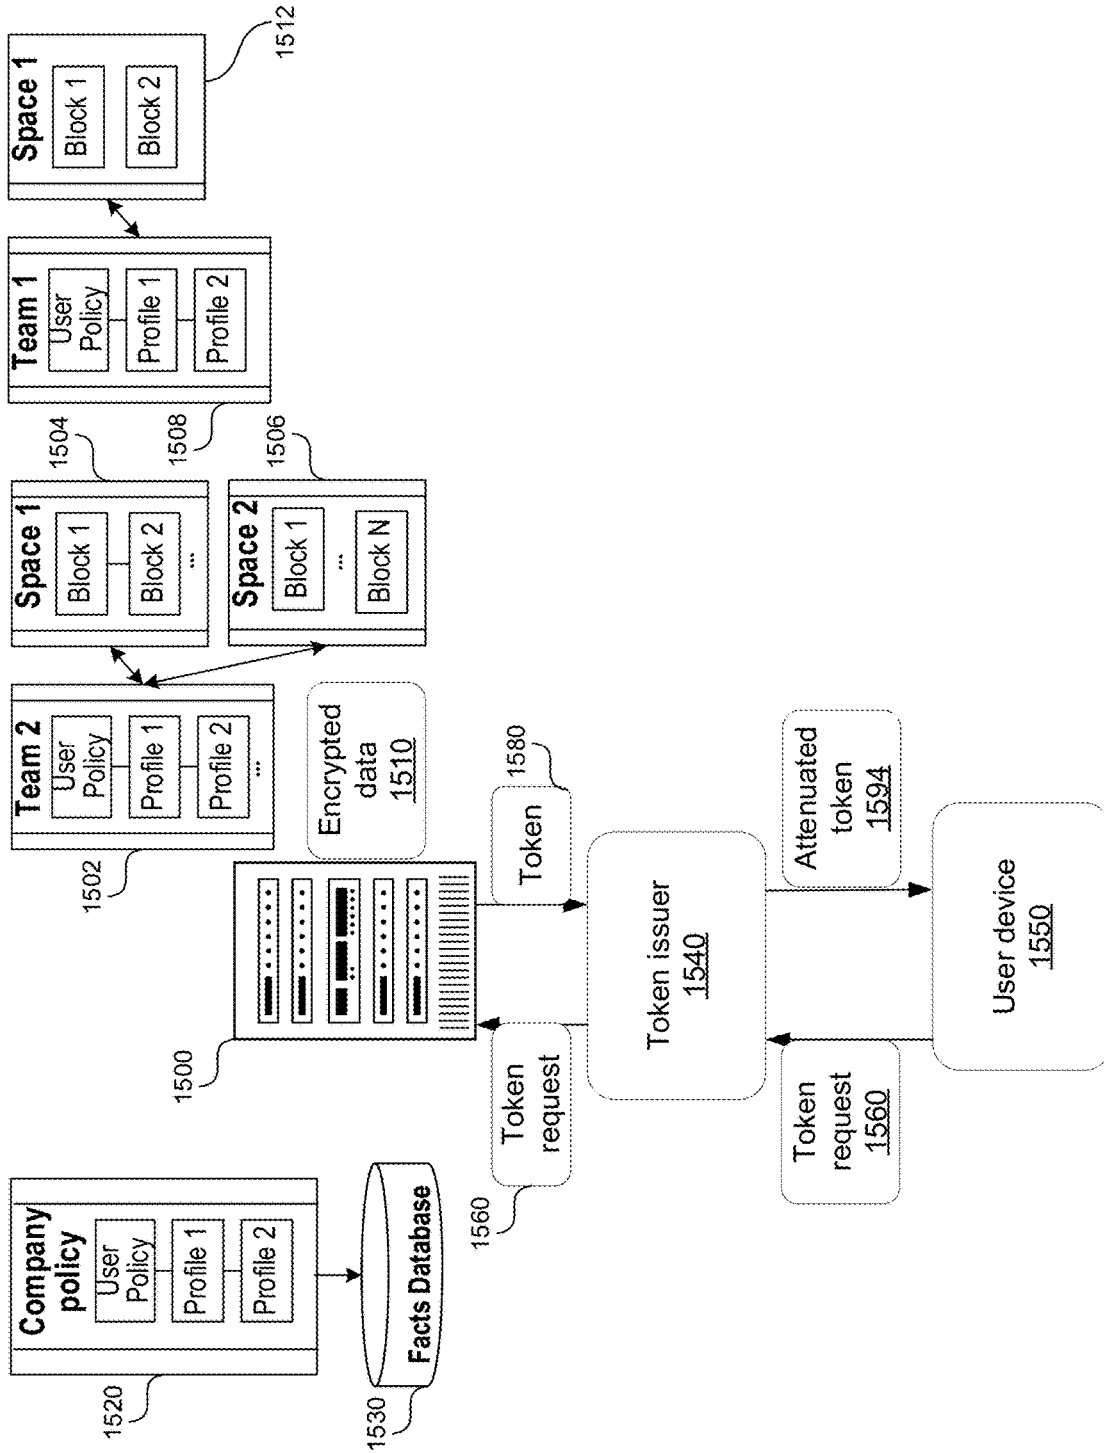 Company
policy
User
Policy
Profile 1
Profile 2
1520
Facts Database
1530
1500
Team 2
User
Policy
Profile 1
Profile 2
...
1502
Space 1
Block 1
Block 2
...
1504
Space 2
Block 1
...
Block N
1506
Team 1
User
Policy
Profile 1
Profile 2
1508
Space 1
Block 1
Block 2
1512
Encrypted
data
1510
Token
request
1560
Token
1580
Token issuer
1540
Token
request
1560
Attenuated
token
1594
User device
1550